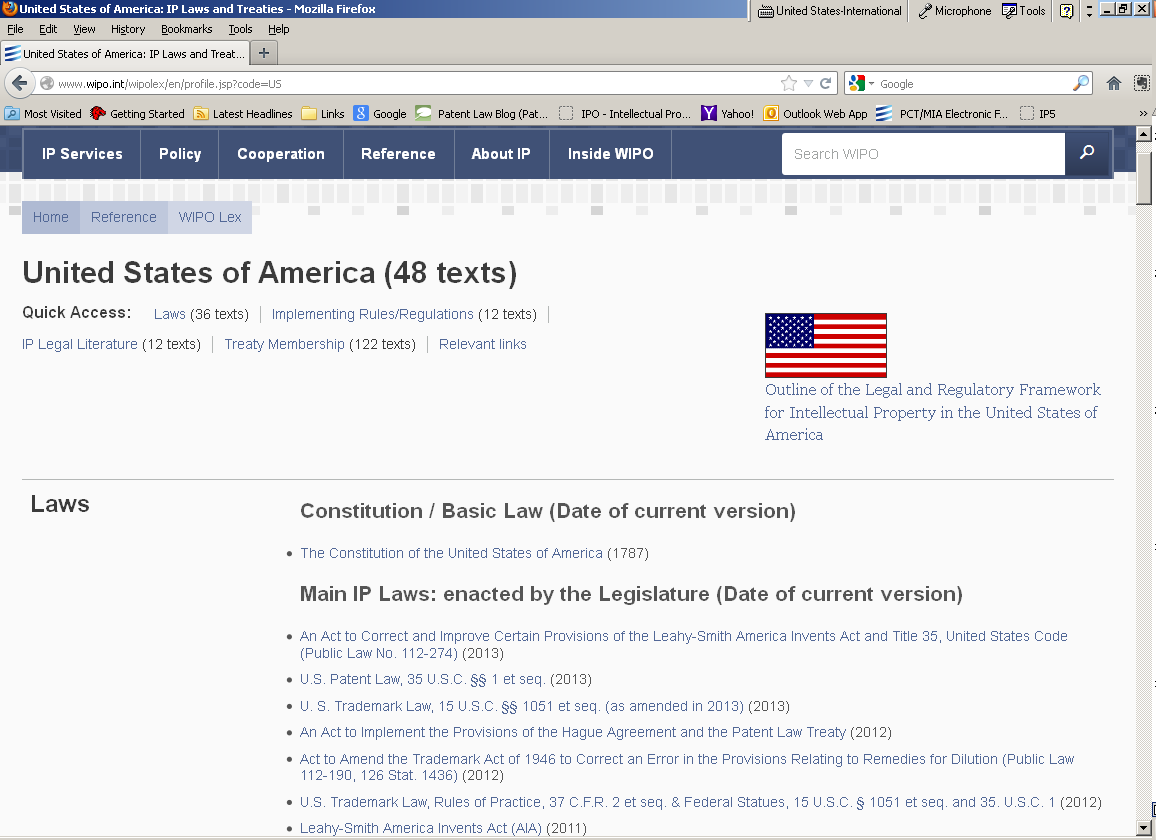 United States of America: IP Laws and Treaties - Mozilla Firefox
United States-International
Microphone
Tools
File Edit View History Bookmarks Tools Help
United States of America: IP Laws and Treat...
www.wipo.int/wipolex/en/profile.jsp?code=US
Google
Most Visited Getting Started Latest Headlines Links Google Patent Law Blog (Pat... IPO - Intellectual Pro... Yahoo! Outlook Web App PCT/MIA Electronic F... IP5
IP Services Policy Cooperation Reference About IP Inside WIPO
Search WIPO
Home Reference WIPO Lex
United States of America (48 texts)
Quick Access: Laws (36 texts) Implementing Rules/Regulations (12 texts)
IP Legal Literature (12 texts) Treaty Membership (122 texts) Relevant links
Outline of the Legal and Regulatory Framework
for Intellectual Property in the United States of
America
Laws
Constitution / Basic Law (Date of current version)
• The Constitution of the United States of America (1787)
Main IP Laws: enacted by the Legislature (Date of current version)
• An Act to Correct and Improve Certain Provisions of the Leahy-Smith America Invents Act and Title 35, United States Code
(Public Law No. 112-274) (2013)
• U.S. Patent Law, 35 U.S.C. §§ 1 et seq. (2013)
• U. S. Trademark Law, 15 U.S.C. §§ 1051 et seq. (as amended in 2013) (2013)
• An Act to Implement the Provisions of the Hague Agreement and the Patent Law Treaty (2012)
• Act to Amend the Trademark Act of 1946 to Correct an Error in the Provisions Relating to Remedies for Dilution (Public Law
112-190, 126 Stat. 1436) (2012)
• U.S. Trademark Law, Rules of Practice, 37 C.F.R. 2 et seq. & Federal Statues, 15 U.S.C. § 1051 et seq. and 35. U.S.C. 1 (2012)
• Leahy-Smith America Invents Act (AIA) (2011)